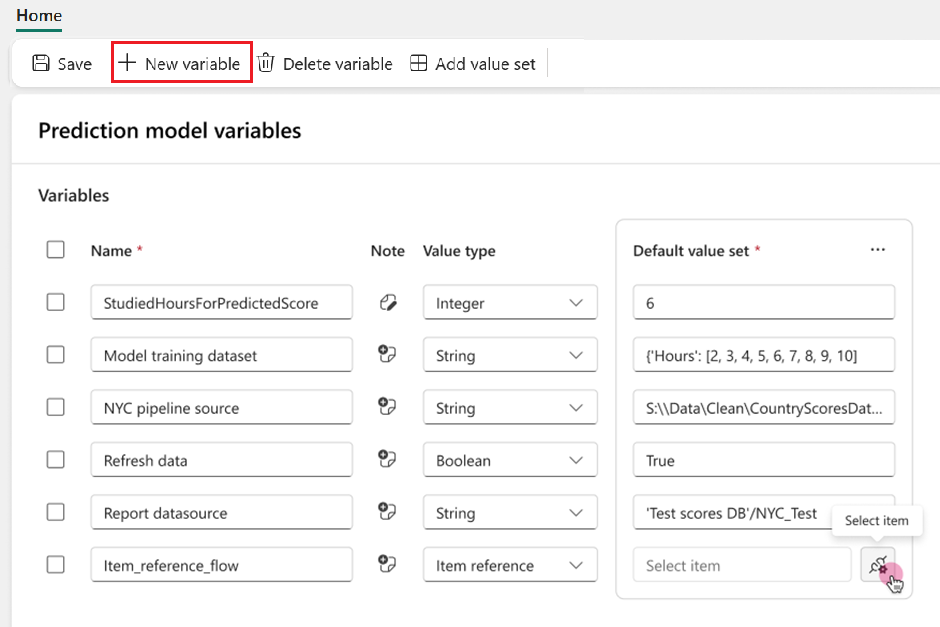 Home
Save New variable Delete variable Add value set
Prediction model variables
Variables
Name * Note Value type Default value set * ...
StudiedHoursForPredictedScore Integer 6
Model training dataset String {'Hours': [2, 3, 4, 5, 6, 7, 8, 9, 10]
NYC pipeline source String S:\\Data\Clean\CountryScoresDat...
Refresh data Boolean True
Report datasource String 'Test scores DB'/NYC_Test
Select item
Item_reference_flow Item reference Select item